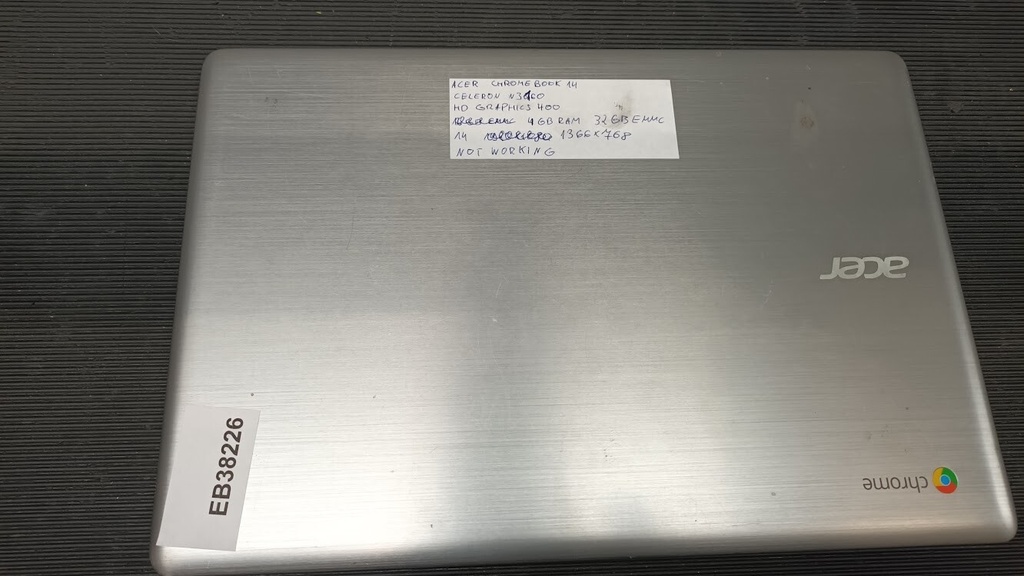 ACER CHROMEBOOK 14
CELERON N3160
HD GRAPHICS 400
4GB RAM 32GB EMMC
14 1366x768
NOT WORKING
acer
EB38226
chrome